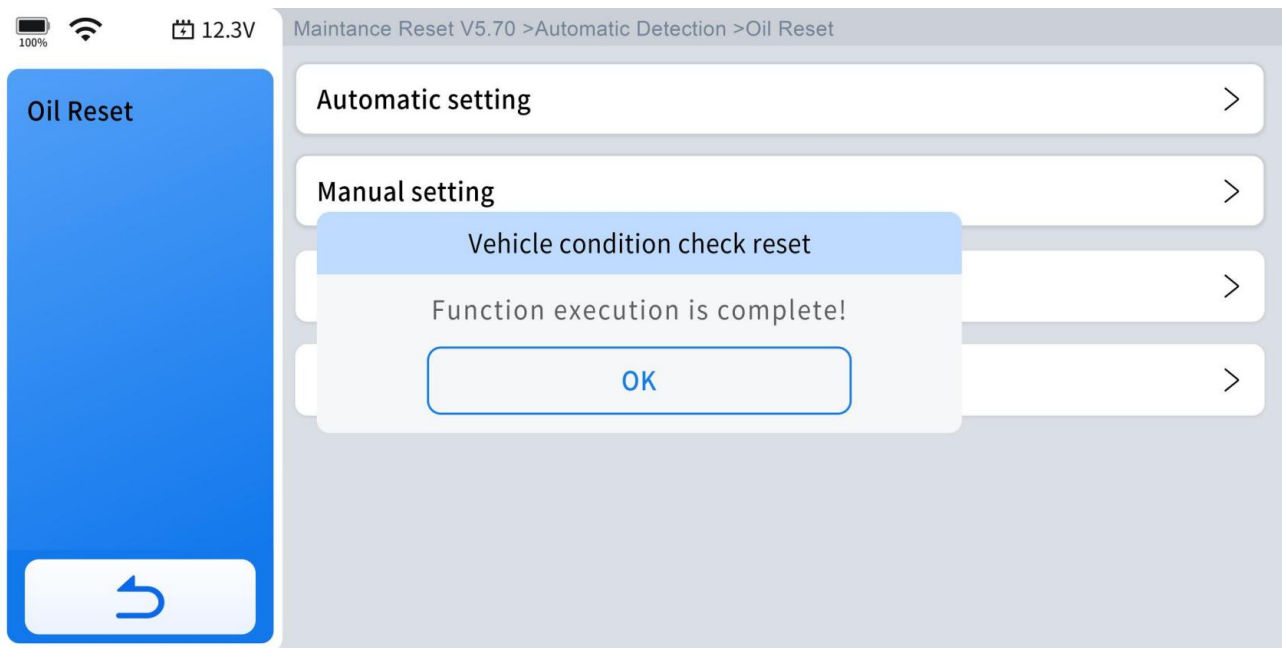 100%
12.3V
Maintance Reset V5.70 >Automatic Detection >Oil Reset
Oil Reset
Automatic setting
Manual setting
Vehicle condition check reset
Function execution is complete!
OK